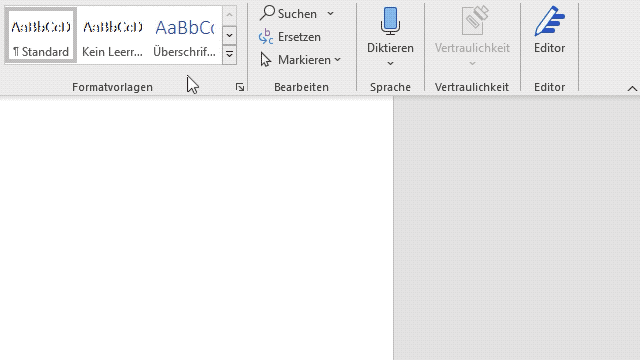 AaBbCcD AaBbCcD AaBbCc
¶ Standard Kein Leerr... Überschrif...
Formatvorlagen
Suchen
Ersetzen
Markieren
Bearbeiten
Diktieren
Sprache
Vertraulichkeit
Vertraulichkeit
Editor
Editor